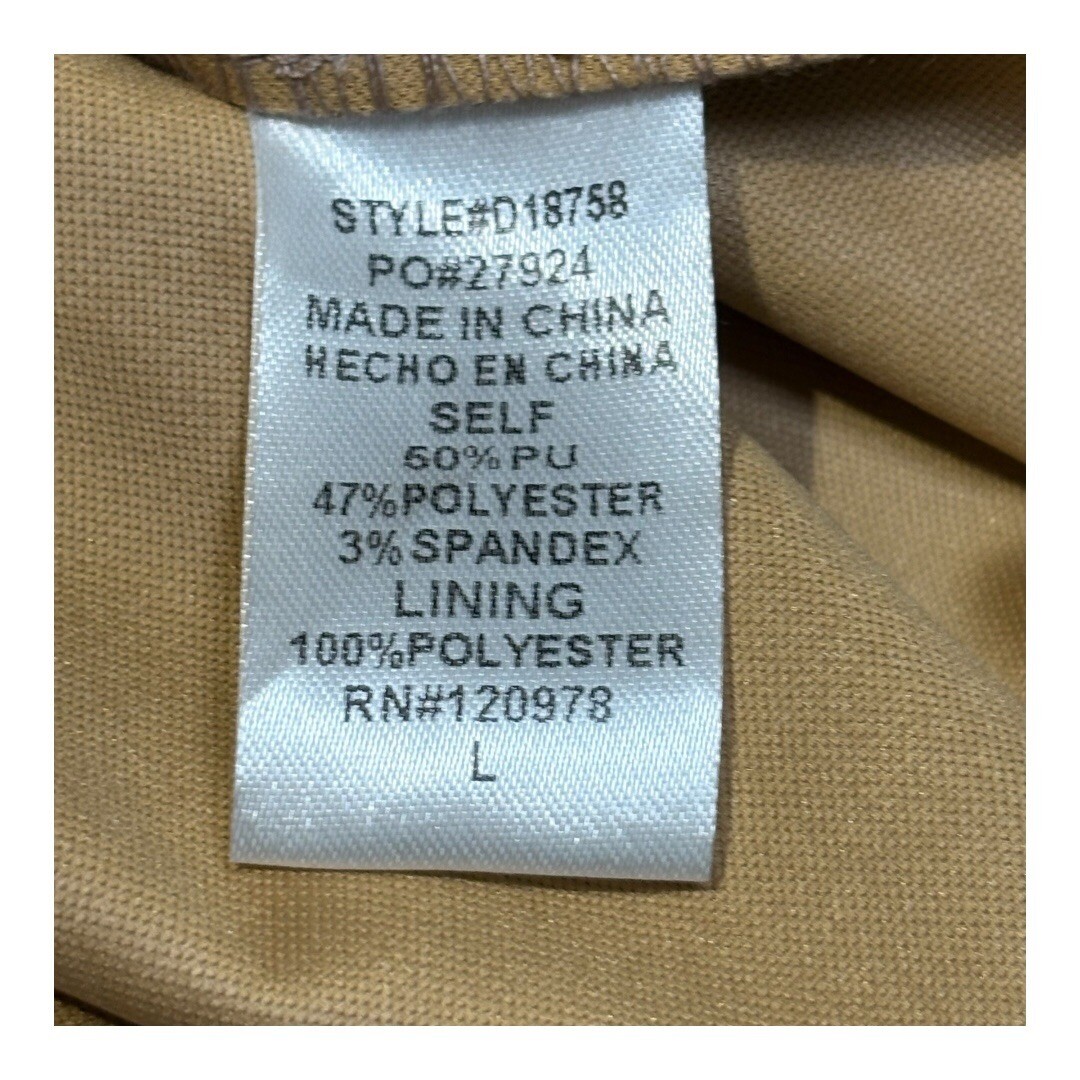 STYLE#D18758
PO#27924
MADE IN CHINA
HECHO EN CHINA
SELF
50% PU
47%POLYESTER
3%SPANDEX
LINING
100%POLYESTER
RN#120978
L